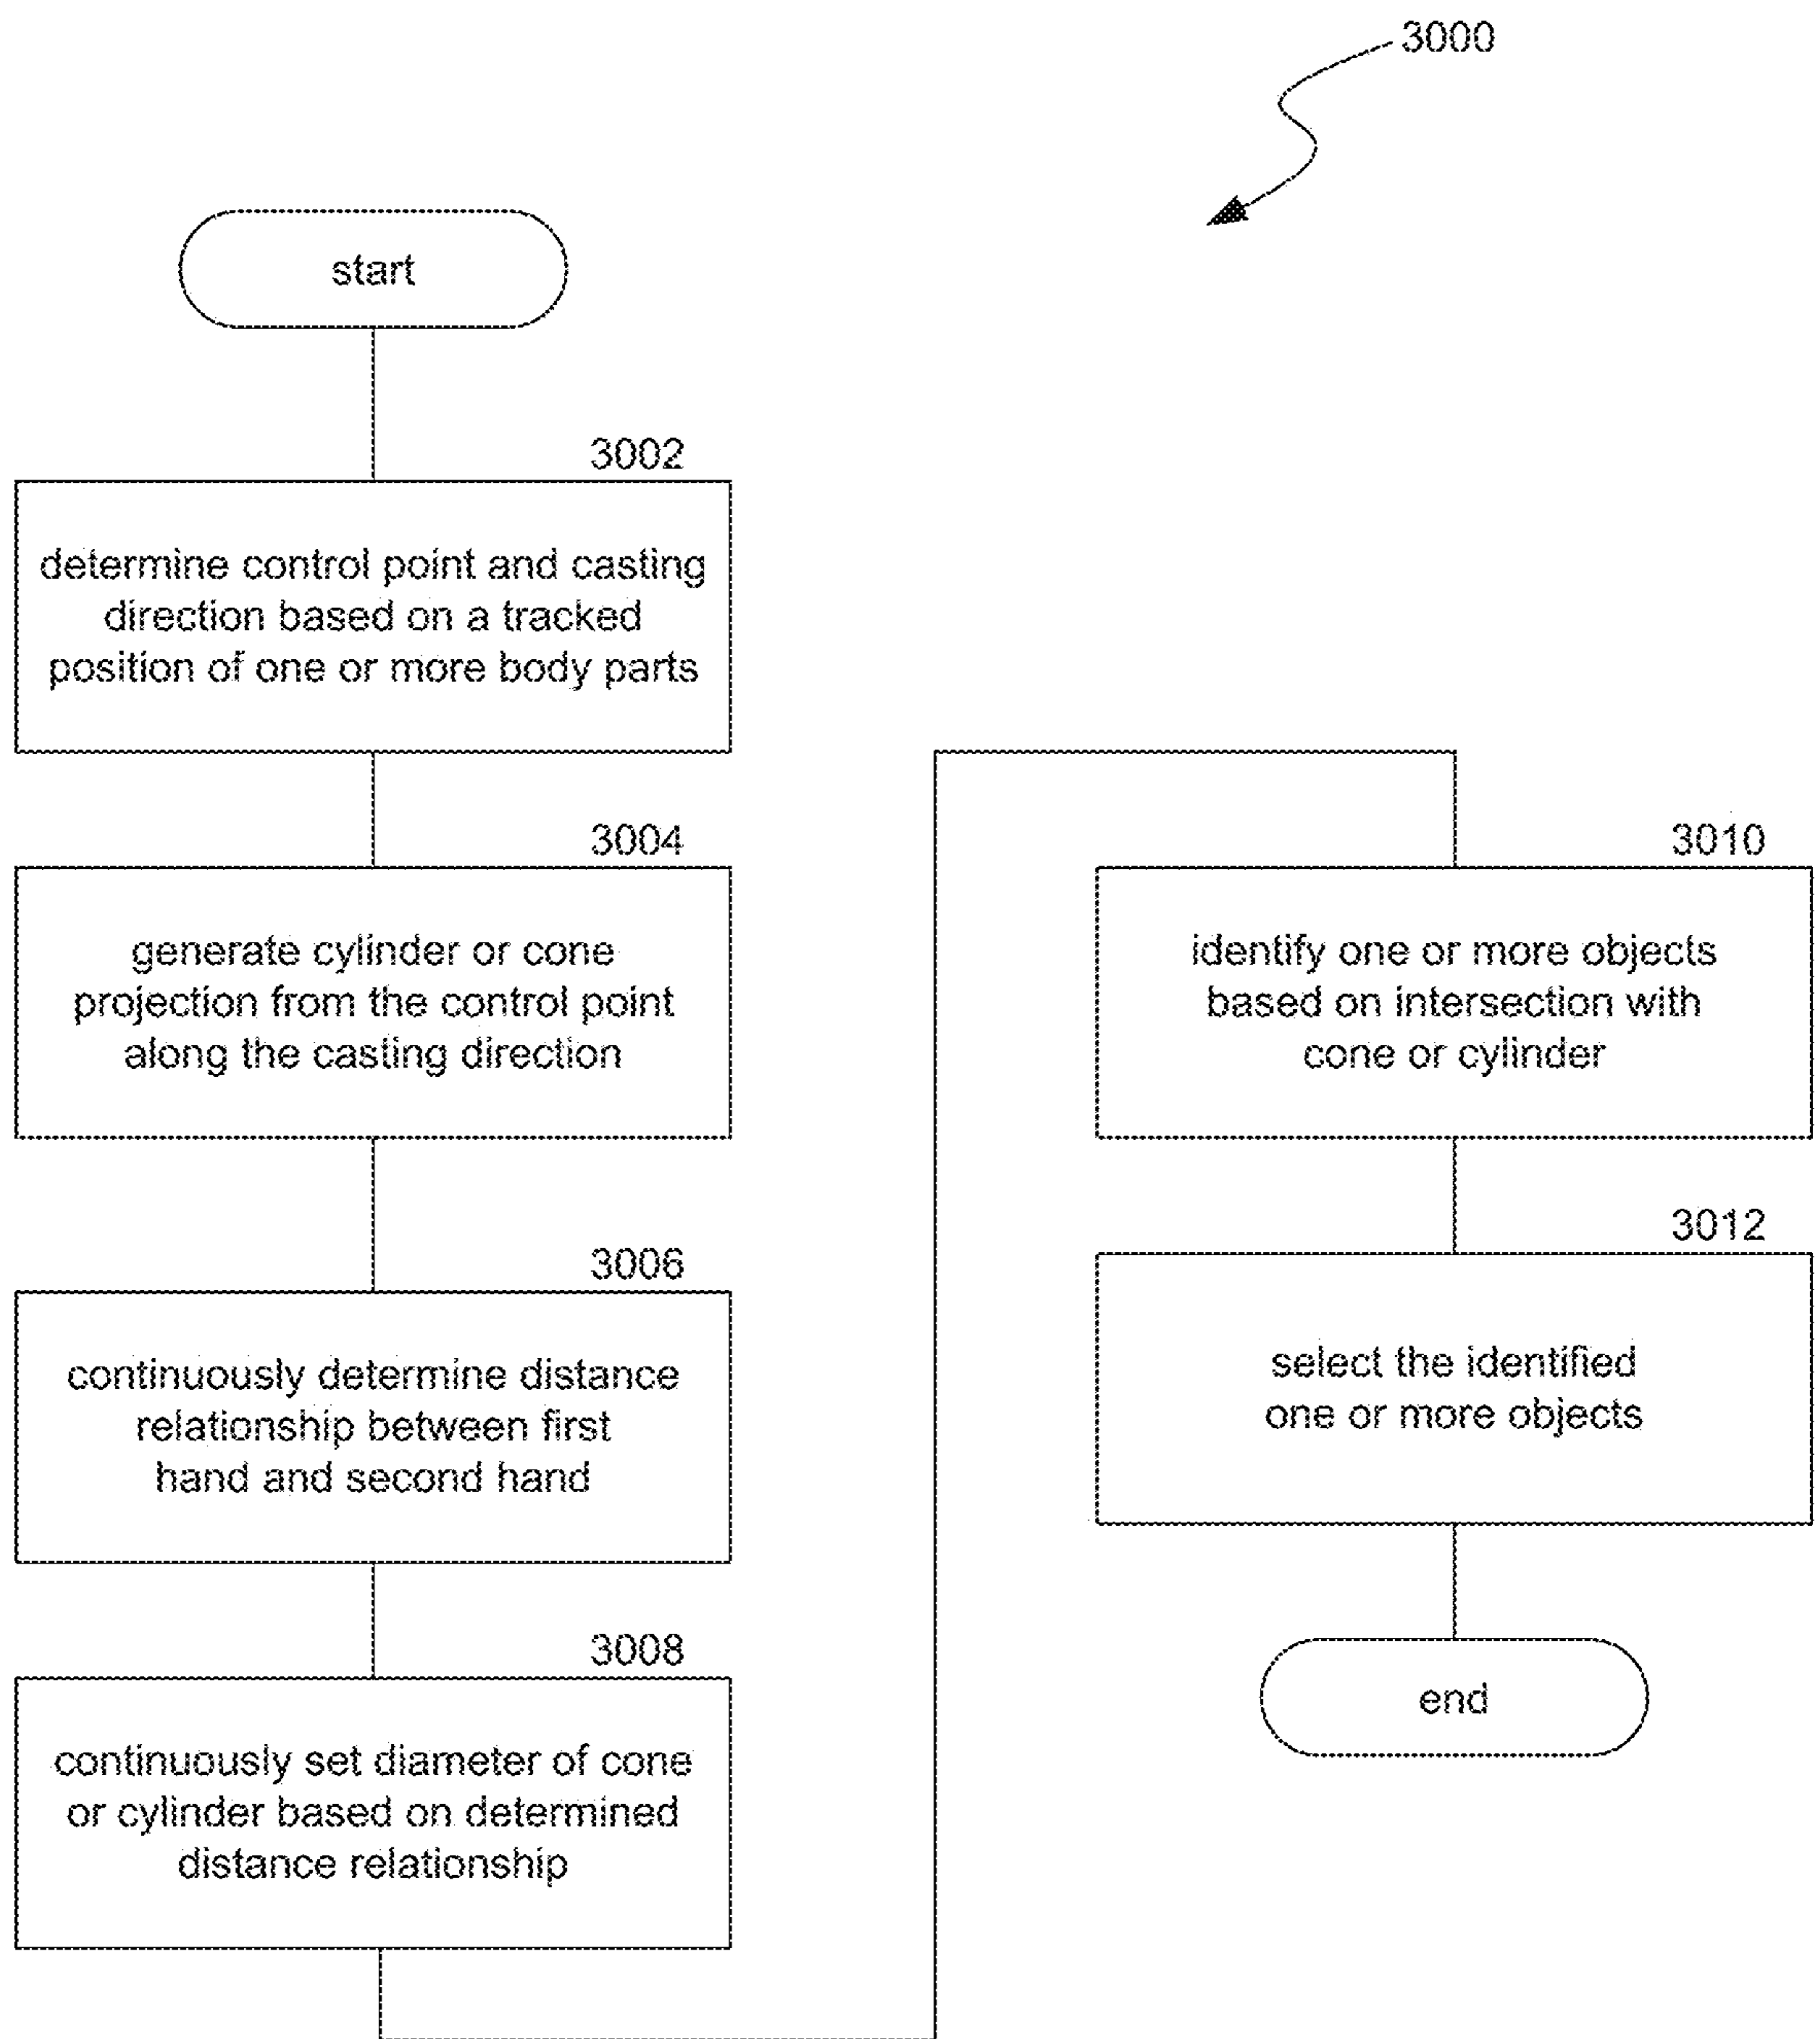 3000
start
3002
determine control point and casting
direction based on a tracked
position of one or more body parts
3004
generate cylinder or cone
projection from the control point
along the casting direction
3006
continuously determine distance
relationship between first
hand and second hand
3008
continuously set diameter of cone
or cylinder based on determined
distance relationship
3010
identify one or more objects
based on intersection with
cone or cylinder
3012
select the identified
one or more objects
end